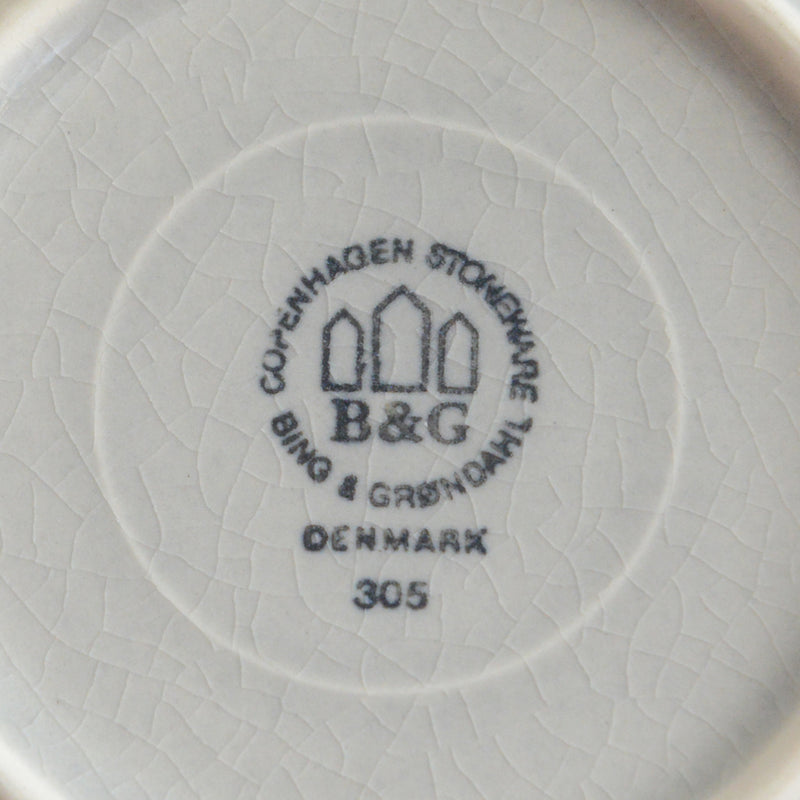 COPENHAGEN STONEWARE
B&G
BING & GRØNDAHL
DENMARK
305